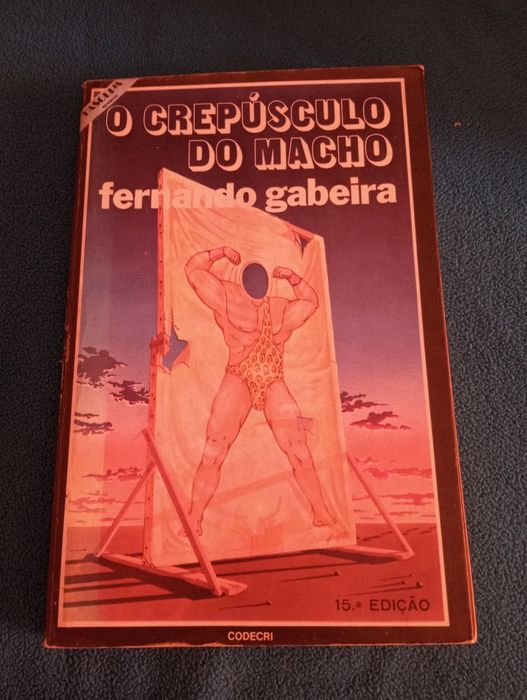 O CREPÚSCULO
DO MACHO
fernando gabeira
15.ª EDIÇÃO
CODECRI